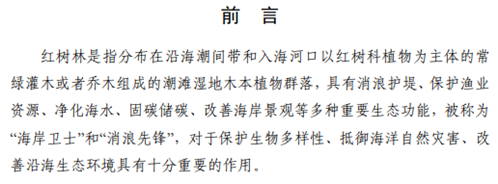 前 言
红树林是指分布在沿海潮间带和入海河口以红树科植物为主体的常
绿灌木或者乔木组成的潮滩湿地木本植物群落，具有消浪护堤、保护渔业
资源、净化海水、固碳储碳、改善海岸景观等多种重要生态功能，被称为
“海岸卫士”和“消浪先锋”，对于保护生物多样性、抵御海洋自然灾害、改
善沿海生态环境具有十分重要的作用。